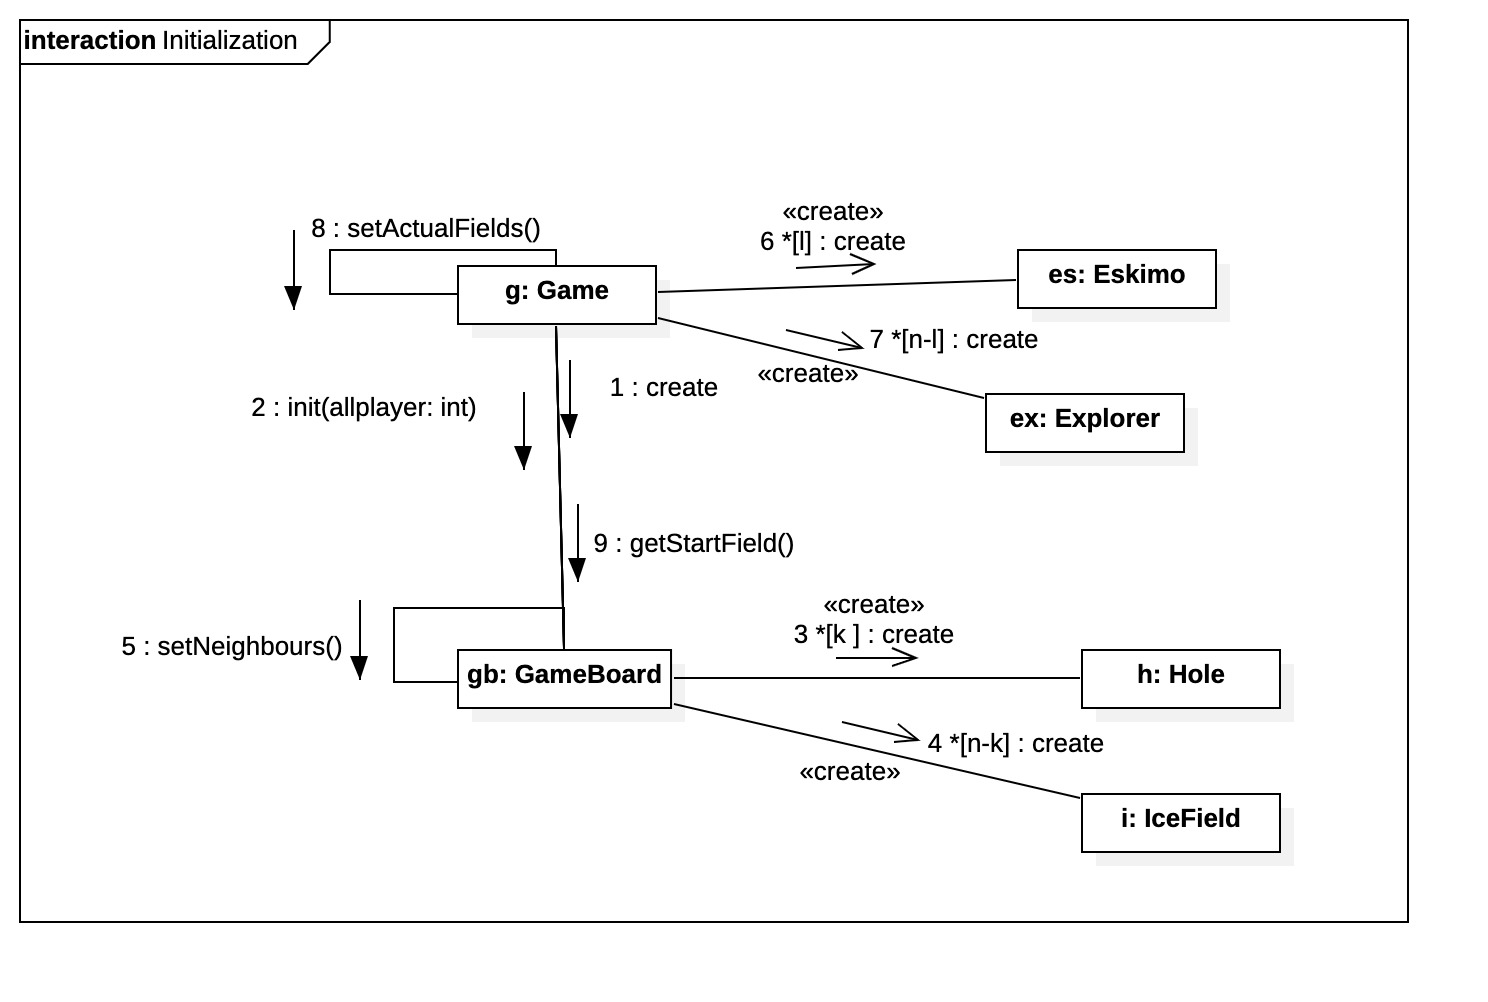 interaction Initialization
«create»
8 : setActualFields()
6 *[l] : create
g: Game
es: Eskimo
7 *[n-l] : create
«create»
1 : create
2 : init(allplayer: int)
ex: Explorer
9 : getStartField()
«create»
3 *[k ] : create
5 : setNeighbours()
gb: GameBoard
h: Hole
4 *[n-k] : create
«create»
i: IceField